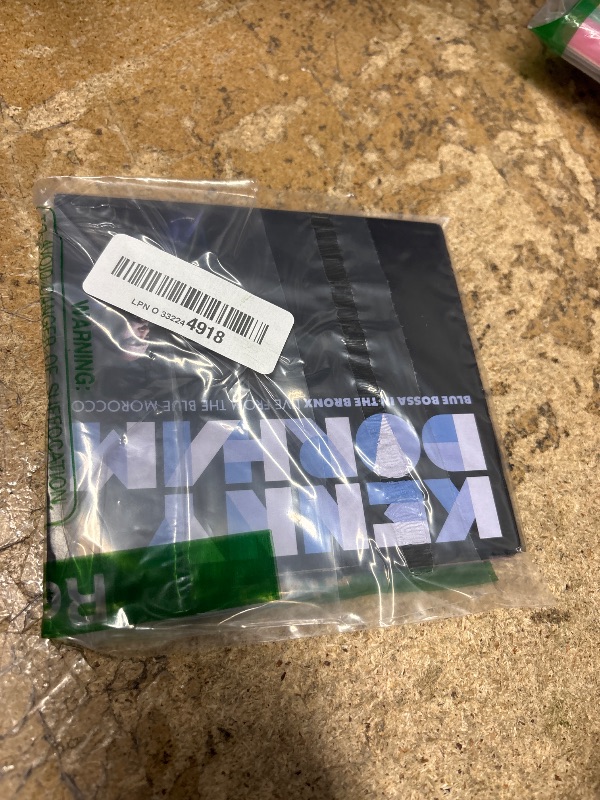 LPN O 332244918
WARNING:
AVOID DANGER OF SUFFOCATION,
KENNY
DORHAM
BLUE BOSSA IN THE BRONX LIVE FROM THE BLUE MOROCCO